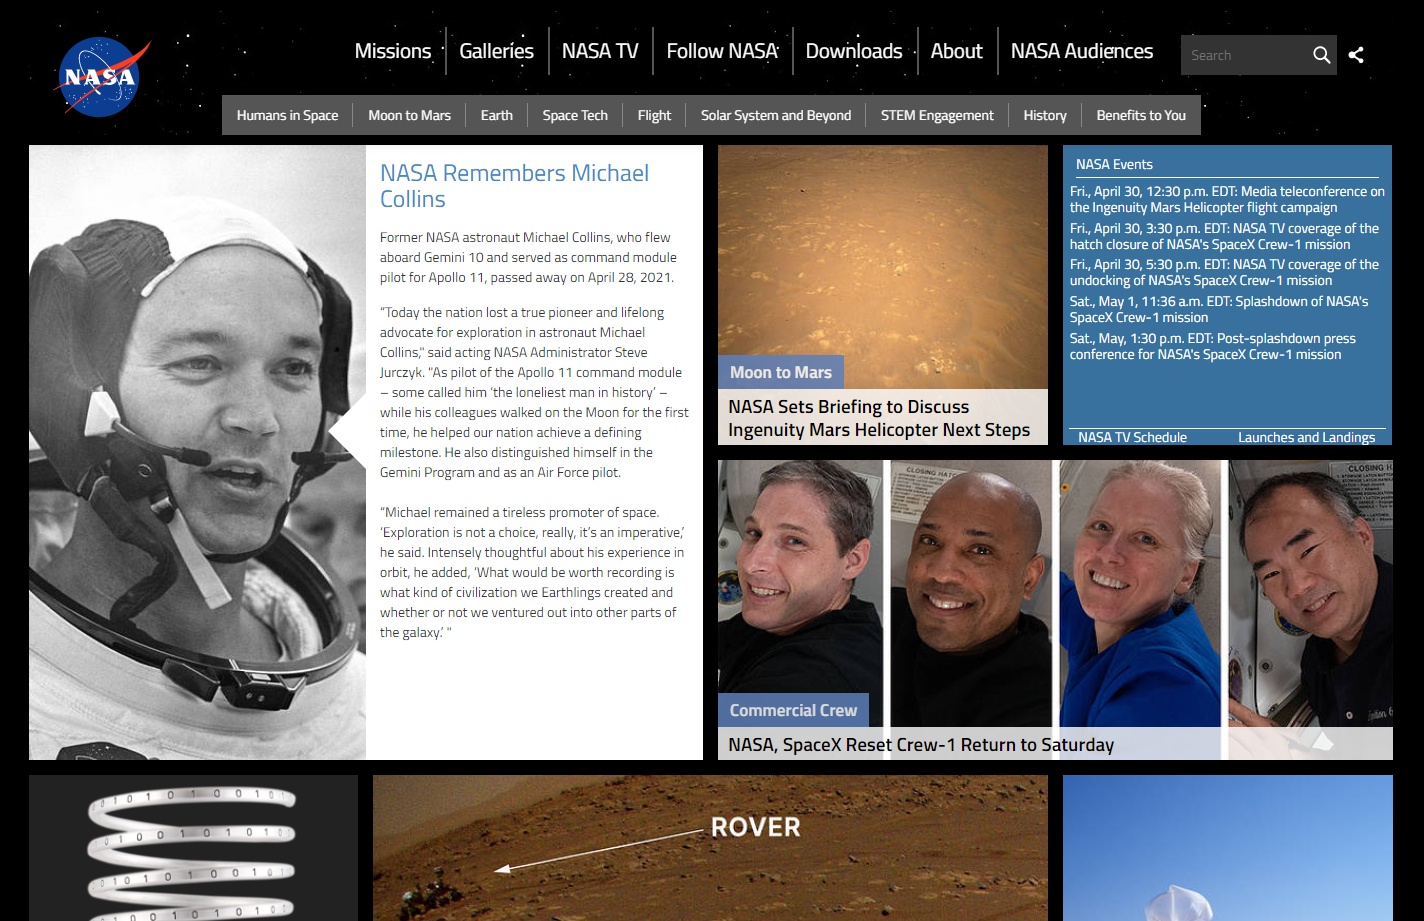 NASA
Missions
Galleries
NASA TV
Follow NASA
Downloads
About
NASA Audiences
Search
Humans in Space
Moon to Mars
Earth
Space Tech
Flight
Solar System and Beyond
STEM Engagement
History
Benefits to You
NASA Remembers Michael
Collins
Former NASA astronaut Michael Collins, who flew
aboard Gemini 10 and served as command module
pilot for Apollo 11, passed away on April 28, 2021.
“Today the nation lost a true pioneer and lifelong
advocate for exploration in astronaut Michael
Collins,” said acting NASA Administrator Steve
Jurczyk. "As pilot of the Apollo 11 command module
– some called him ‘the loneliest man in history’ –
while his colleagues walked on the Moon for the first
time, he helped our nation achieve a defining
milestone. He also distinguished himself in the
Gemini Program and as an Air Force pilot.
“Michael remained a tireless promoter of space.
‘Exploration is not a choice, really, it’s an imperative,’
he said. Intensely thoughtful about his experience in
orbit, he added, ‘What would be worth recording is
what kind of civilization we Earthlings created and
whether or not we ventured out into other parts of
the galaxy.’ "
Moon to Mars
NASA Sets Briefing to Discuss
Ingenuity Mars Helicopter Next Steps
NASA Events
Fri., April 30, 12:30 p.m. EDT: Media teleconference on
the Ingenuity Mars Helicopter flight campaign
Fri., April 30, 3:30 p.m. EDT: NASA TV coverage of the
hatch closure of NASA's SpaceX Crew-1 mission
Fri., April 30, 5:30 p.m. EDT: NASA TV coverage of the
undocking of NASA's SpaceX Crew-1 mission
Sat., May 1, 11:36 a.m. EDT: Splashdown of NASA's
SpaceX Crew-1 mission
Sat., May, 1:30 p.m. EDT: Post-splashdown press
conference for NASA's SpaceX Crew-1 mission
NASA TV Schedule
Launches and Landings
CLOSING HATC
CLOSING H
Commercial Crew
NASA, SpaceX Reset Crew-1 Return to Saturday
ROVER